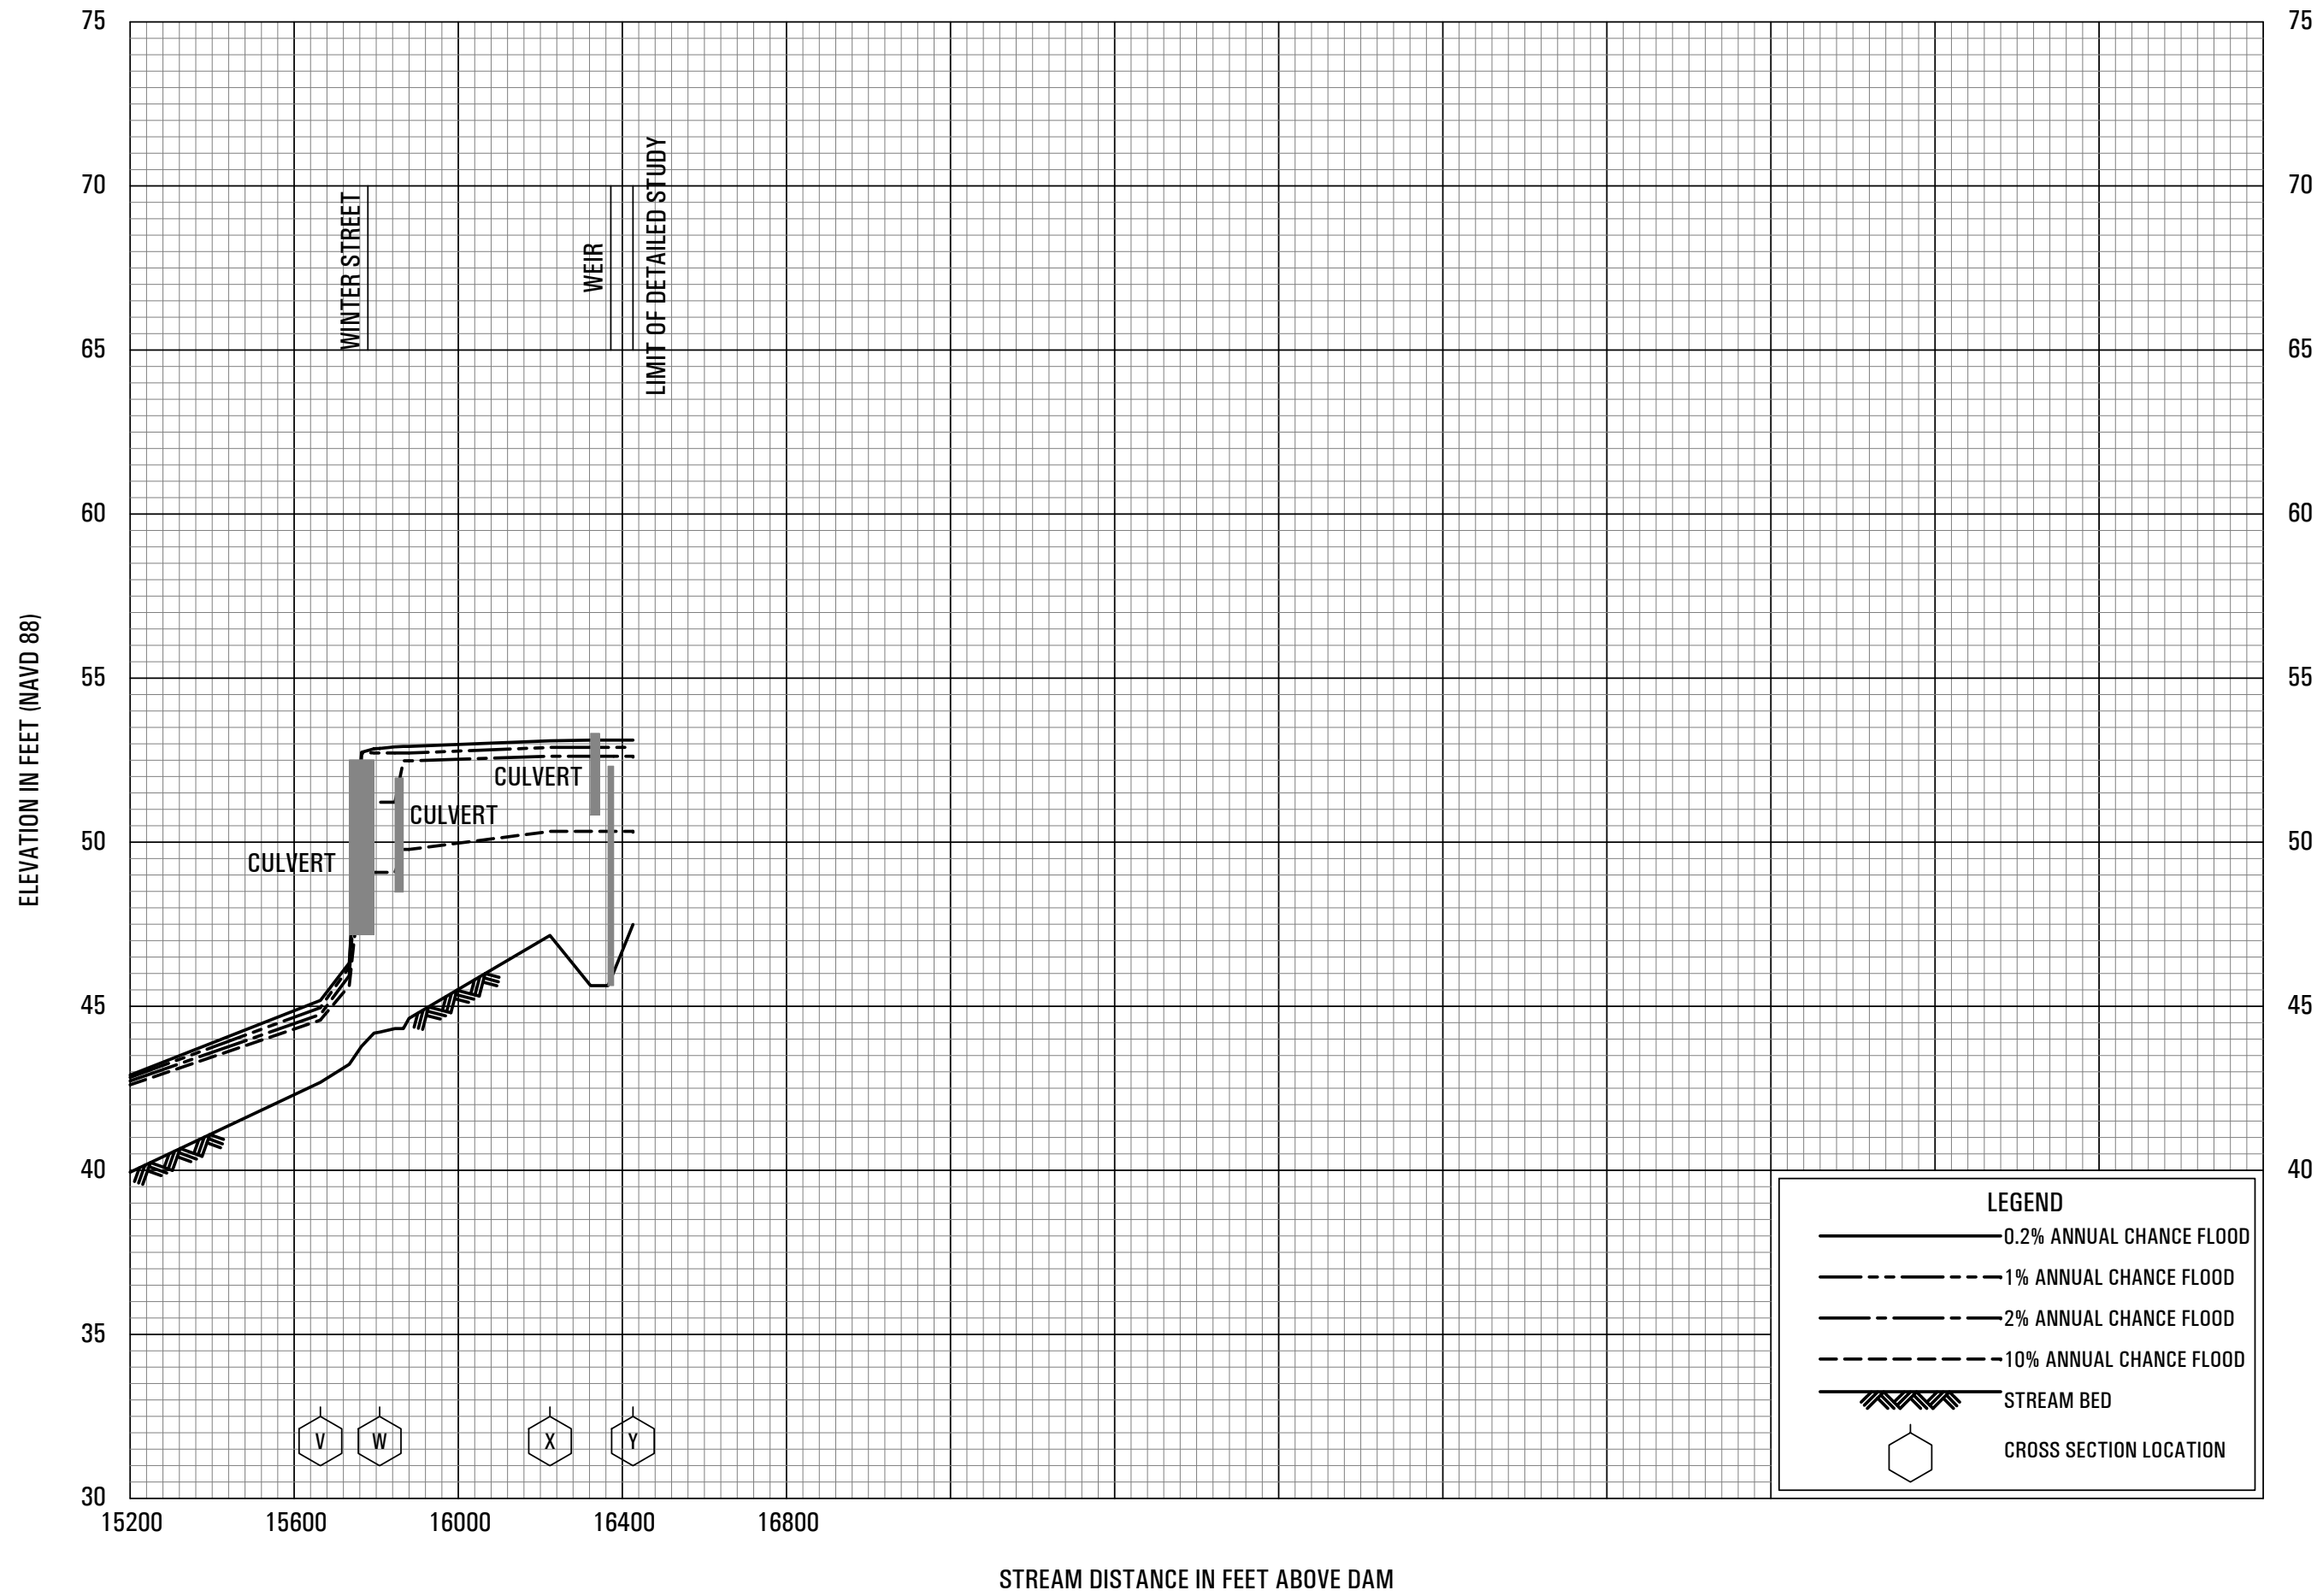 75
75
WINTER STREET
WEIR
LIMIT OF DETAILED STUDY
70
70
65
65
60
60
ELEVATION IN FEET (NAVD 88)
55
55
CULVERT
CULVERT
50
50
CULVERT
45
45
40
40
LEGEND
0.2% ANNUAL CHANCE FLOOD
1% ANNUAL CHANCE FLOOD
2% ANNUAL CHANCE FLOOD
10% ANNUAL CHANCE FLOOD
STREAM BED
CROSS SECTION LOCATION
35
V W X Y
30
15200 15600 16000 16400 16800
STREAM DISTANCE IN FEET ABOVE DAM